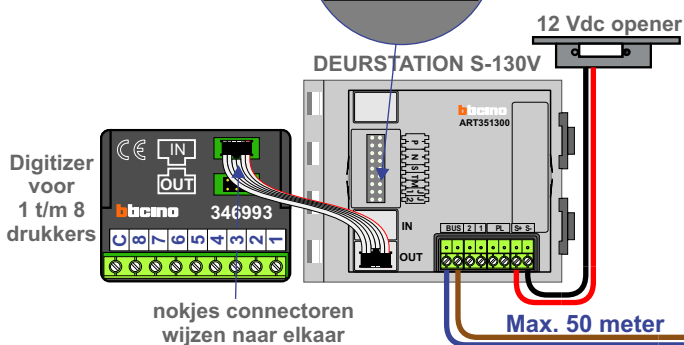 12 Vdc opener
DEURSTATION S-130V
bticino
ART351300
P
N
S
T
M
J1
J2
IN
OUT
BUS 2 1 PL S+ S-
Max. 50 meter
Digitizer
voor
1 t/m 8
drukkers
CE IN
OUT
bticino 346993
C 8 7 6 5 4 3 2 1
nokjes connectoren
wijzen naar elkaar